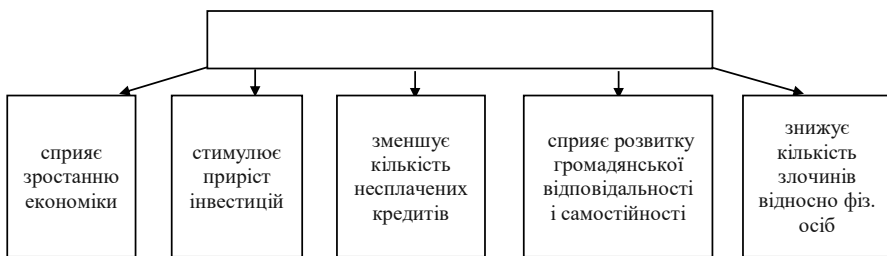 сприяє
зростанню
економіки
стимулює
приріст
інвестицій
зменшує
кількість
несплачених
кредитів
сприяє розвитку
громадянської
відповідальності
і самостійності
знижує
кількість
злочинів
відносно фіз.
осіб